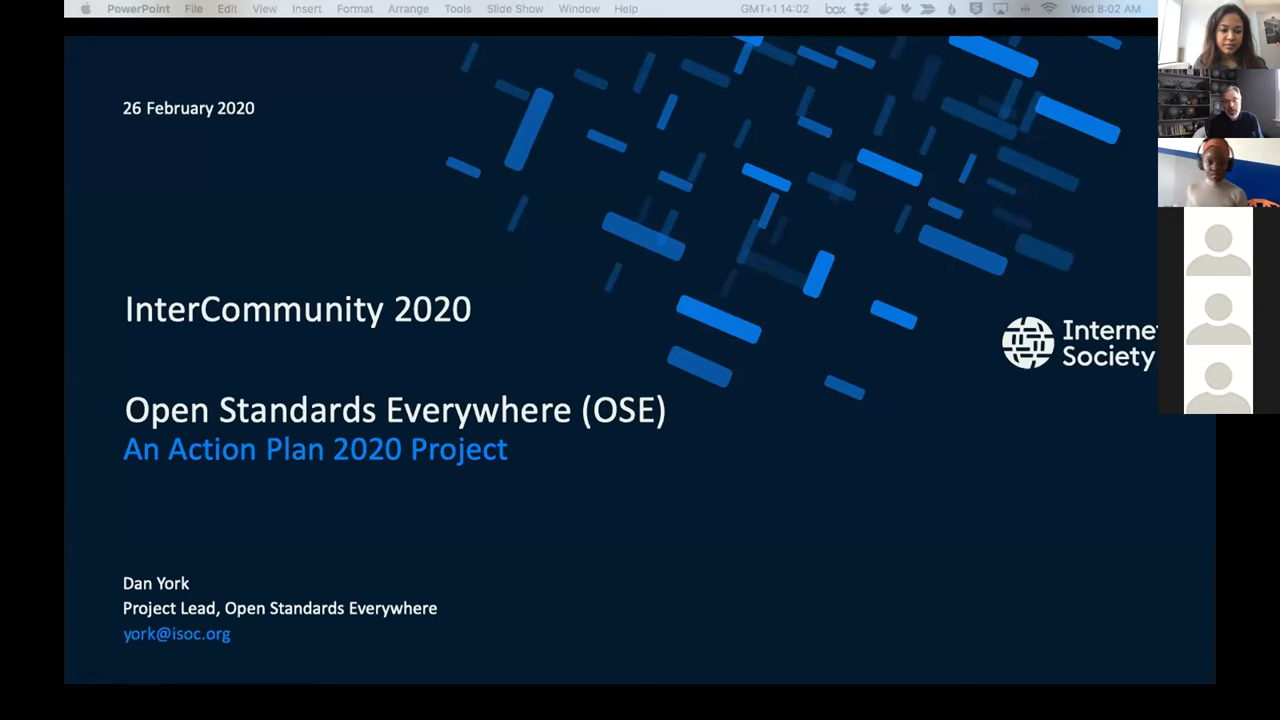 PowerPoint File Edit View Insert Format Arrange Tools Slide Show Window Help GMT+1 14:02 box Wed 8:02 AM
26 February 2020
InterCommunity 2020
Interne
Society
Open Standards Everywhere (OSE)
An Action Plan 2020 Project
Dan York
Project Lead, Open Standards Everywhere
york@isoc.org